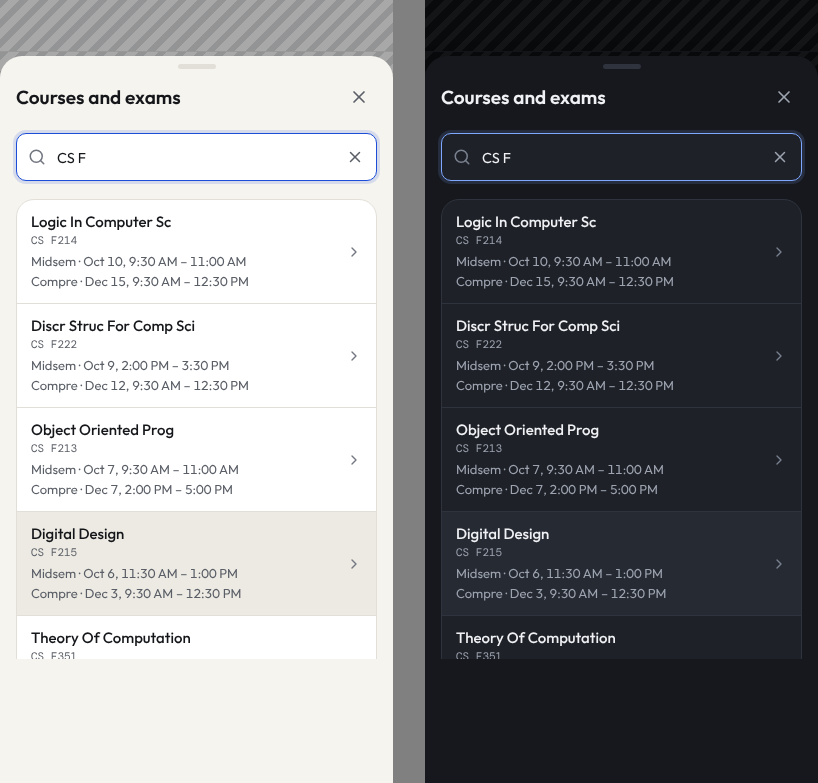 Courses and exams
CS F
Logic In Computer Sc
CS F214
Midsem · Oct 10, 9:30 AM – 11:00 AM
Compre · Dec 15, 9:30 AM – 12:30 PM
Discr Struc For Comp Sci
CS F222
Midsem · Oct 9, 2:00 PM – 3:30 PM
Compre · Dec 12, 9:30 AM – 12:30 PM
Object Oriented Prog
CS F213
Midsem · Oct 7, 9:30 AM – 11:00 AM
Compre · Dec 7, 2:00 PM – 5:00 PM
Digital Design
CS F215
Midsem · Oct 6, 11:30 AM – 1:00 PM
Compre · Dec 3, 9:30 AM – 12:30 PM
Theory Of Computation
CS F351
Courses and exams
CS F
Logic In Computer Sc
CS F214
Midsem · Oct 10, 9:30 AM – 11:00 AM
Compre · Dec 15, 9:30 AM – 12:30 PM
Discr Struc For Comp Sci
CS F222
Midsem · Oct 9, 2:00 PM – 3:30 PM
Compre · Dec 12, 9:30 AM – 12:30 PM
Object Oriented Prog
CS F213
Midsem · Oct 7, 9:30 AM – 11:00 AM
Compre · Dec 7, 2:00 PM – 5:00 PM
Digital Design
CS F215
Midsem · Oct 6, 11:30 AM – 1:00 PM
Compre · Dec 3, 9:30 AM – 12:30 PM
Theory Of Computation
CS F351